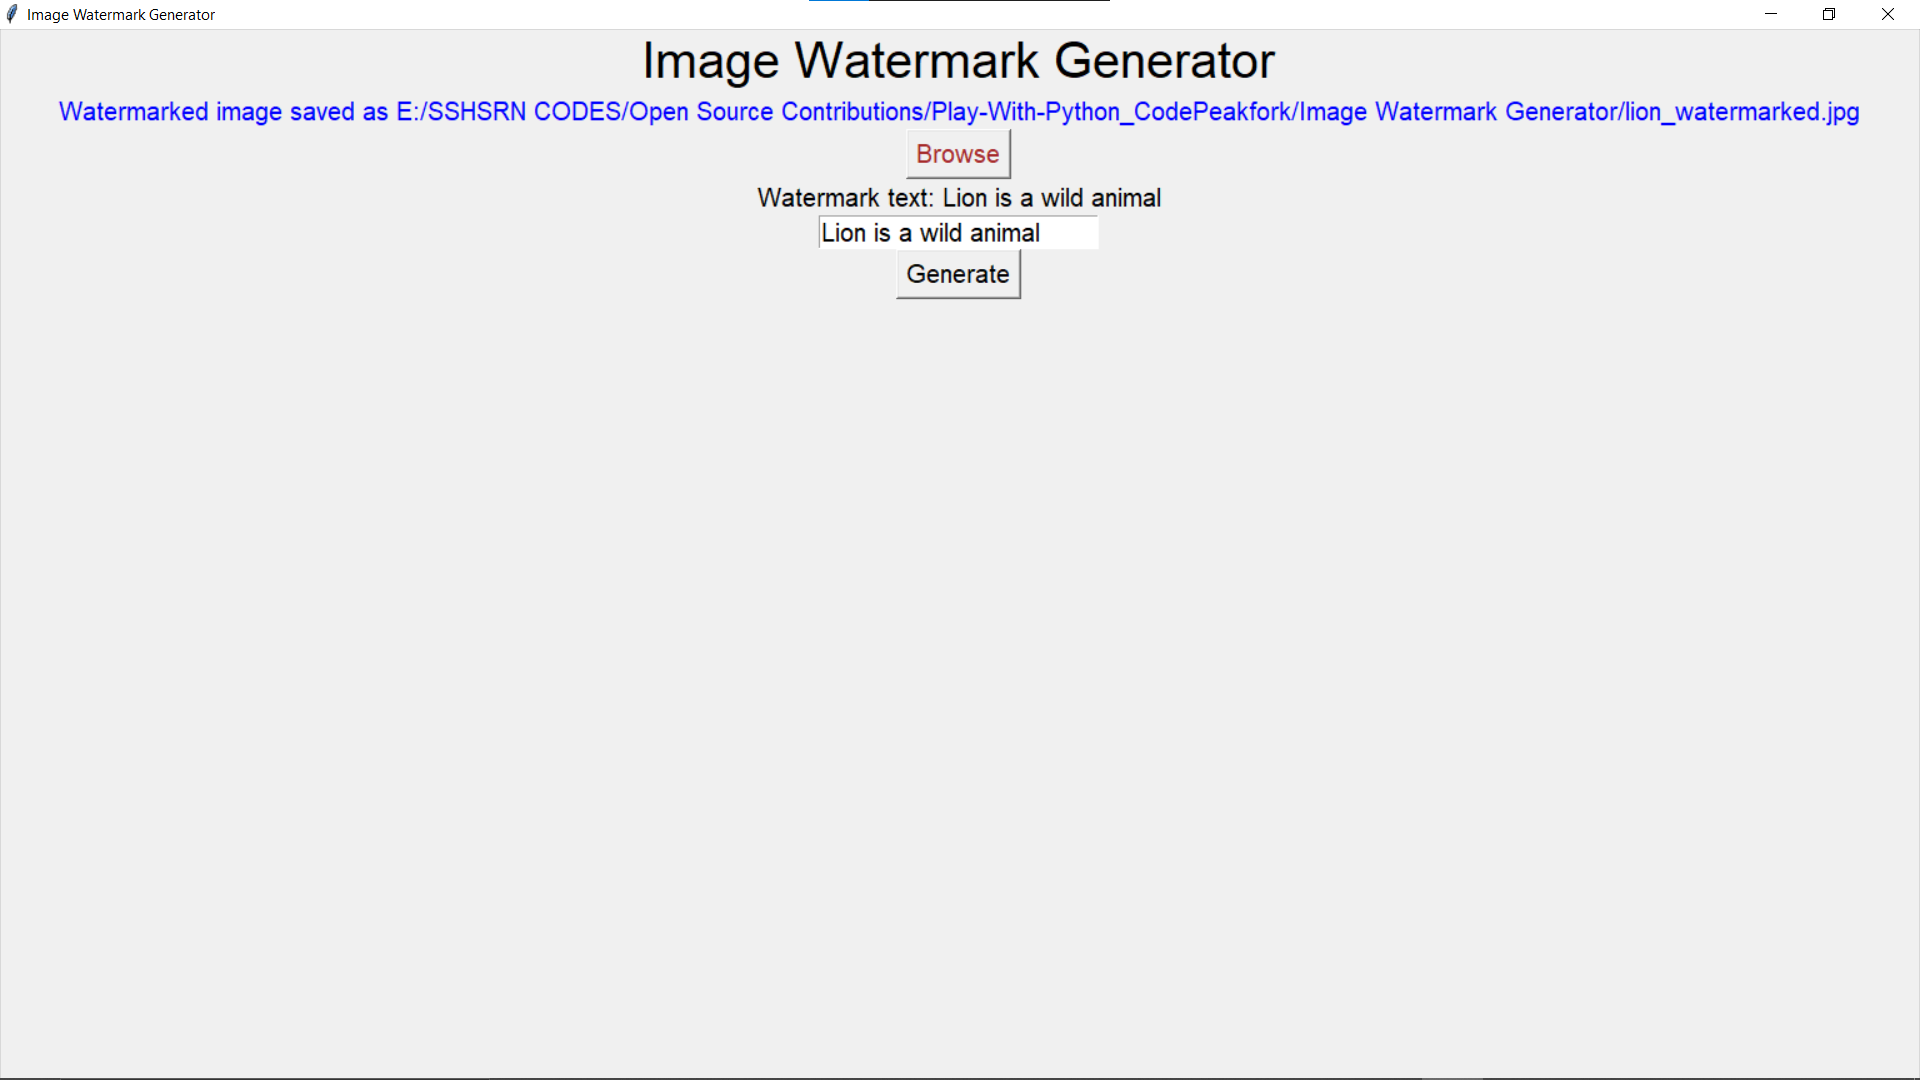 Image Watermark Generator
Image Watermark Generator
Watermarked image saved as E:/SSHSRN CODES/Open Source Contributions/Play-With-Python_CodePeakfork/Image Watermark Generator/lion_watermarked.jpg
Browse
Watermark text: Lion is a wild animal
Lion is a wild animal
Generate